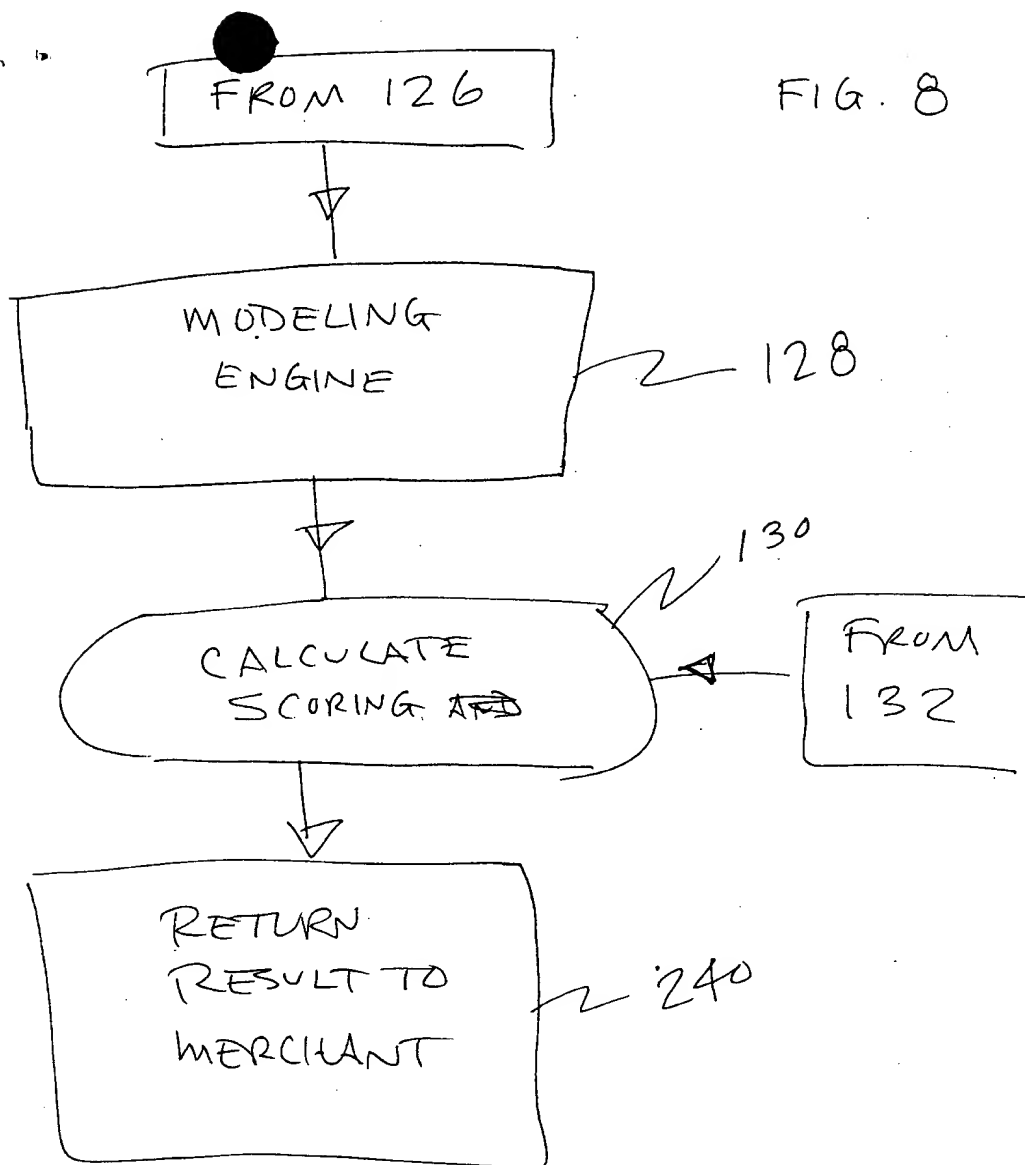 FROM 126
FIG. 8
MODELING
ENGINE
128
130
CALCULATE
SCORING
FROM
132
RETURN
RESULT TO
MERCHANT
240